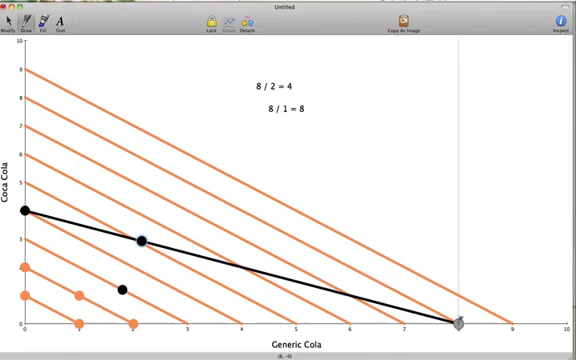 Untitled
Modify Draw Fill Text Lock Group Detach Copy As Image Inspect
10
9
8
7
6
5
3
2
1
0
0 1 2 3 4 5 6 7 9 10
8 / 2 = 4
8 / 1 = 8
Coca Cola
Generic Cola
(8, -0)